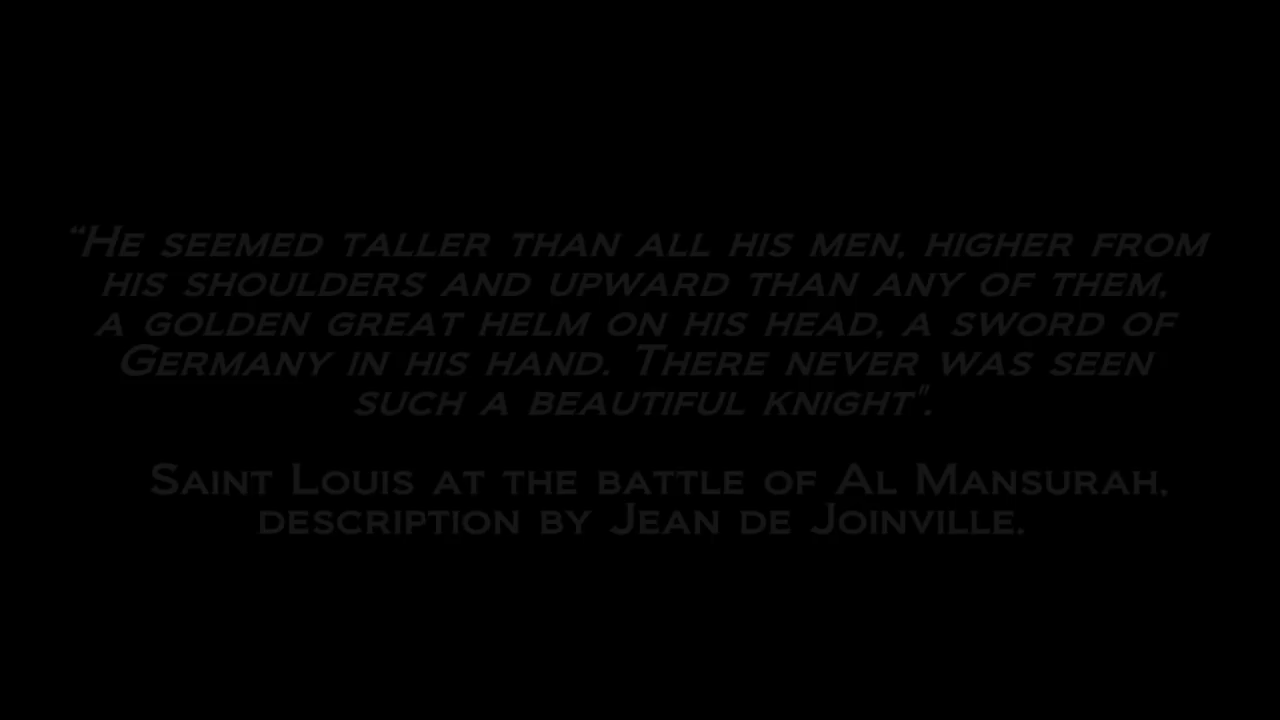 “He seemed taller than all his men, higher from
his shoulders and upward than any of them,
a golden great helm on his head, a sword of
Germany in his hand. There never was seen
such a beautiful knight".
Saint Louis at the battle of Al Mansurah,
description by Jean de Joinville.